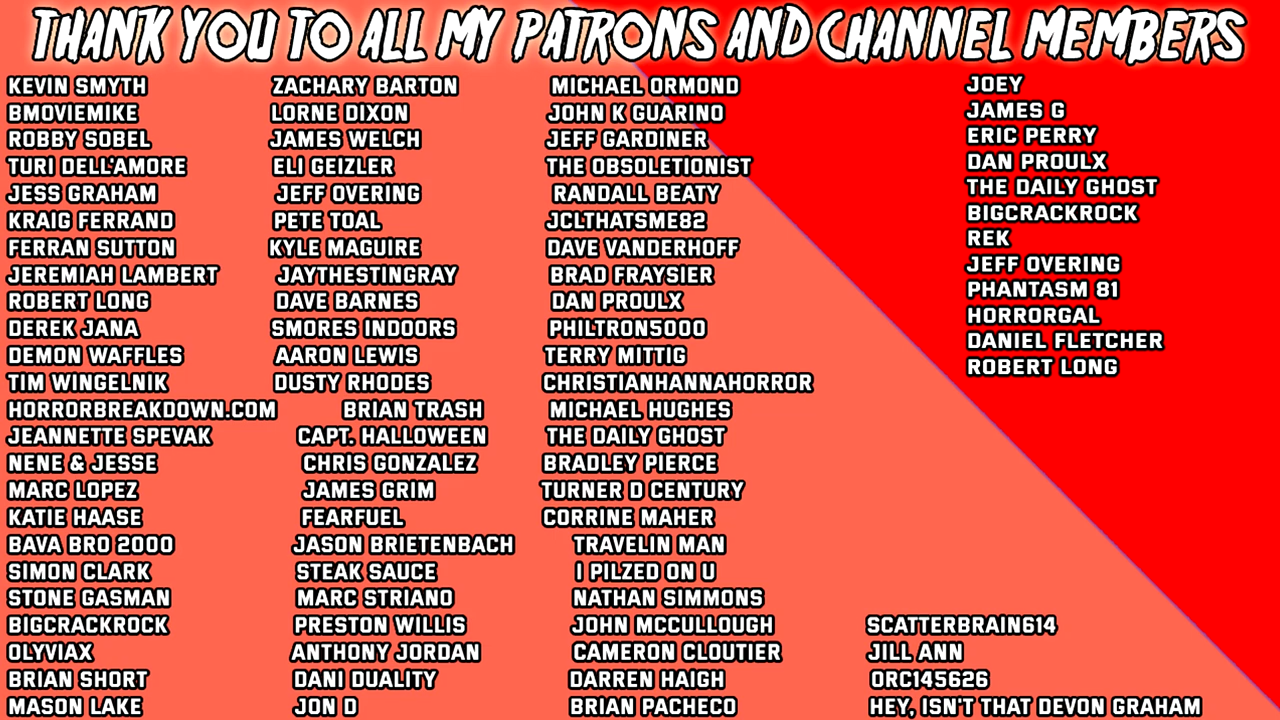 THANK YOU TO ALL MY PATRONS AND CHANNEL MEMBERS
KEVIN SMYTH
BMOVIEMIKE
ROBBY SOBEL
TURI DELL'AMORE
JESS GRAHAM
KRAIG FERRAND
FERRAN SUTTON
JEREMIAH LAMBERT
ROBERT LONG
DEREK JANA
DEMON WAFFLES
TIM WINGELNIK
HORRORBREAKDOWN.COM
JEANNETTE SPEVAK
NENE & JESSE
MARC LOPEZ
KATIE HAASE
BAVA BRO 2000
SIMON CLARK
STONE GASMAN
BIGCRACKROCK
OLYVIAX
BRIAN SHORT
MASON LAKE
ZACHARY BARTON
LORNE DIXON
JAMES WELCH
ELI GEIZLER
JEFF OVERING
PETE TOAL
KYLE MAGUIRE
JAYTHESTINGRAY
DAVE BARNES
SMORES INDOORS
AARON LEWIS
DUSTY RHODES
BRIAN TRASH
CAPT. HALLOWEEN
CHRIS GONZALEZ
JAMES GRIM
FEARFUEL
JASON BRIETENBACH
STEAK SAUCE
MARC STRIANO
PRESTON WILLIS
ANTHONY JORDAN
DANI DUALITY
JON D
MICHAEL ORMOND
JOHN K GUARINO
JEFF GARDINER
THE OBSOLETIONIST
RANDALL BEATY
JCLTHATSME82
DAVE VANDERHOFF
BRAD FRAYSIER
DAN PROULX
PHILTRON5000
TERRY MITTIG
CHRISTIANHANNAHORROR
MICHAEL HUGHES
THE DAILY GHOST
BRADLEY PIERCE
TURNER D CENTURY
CORRINE MAHER
TRAVELIN MAN
I PILZED ON U
NATHAN SIMMONS
JOHN MCCULLOUGH
CAMERON CLOUTIER
DARREN HAIGH
BRIAN PACHECO
SCATTERBRAIN614
JILL ANN
ORC145626
HEY, ISN'T THAT DEVON GRAHAM
JOEY
JAMES G
ERIC PERRY
DAN PROULX
THE DAILY GHOST
BIGCRACKROCK
REK
JEFF OVERING
PHANTASM 81
HORRORGAL
DANIEL FLETCHER
ROBERT LONG